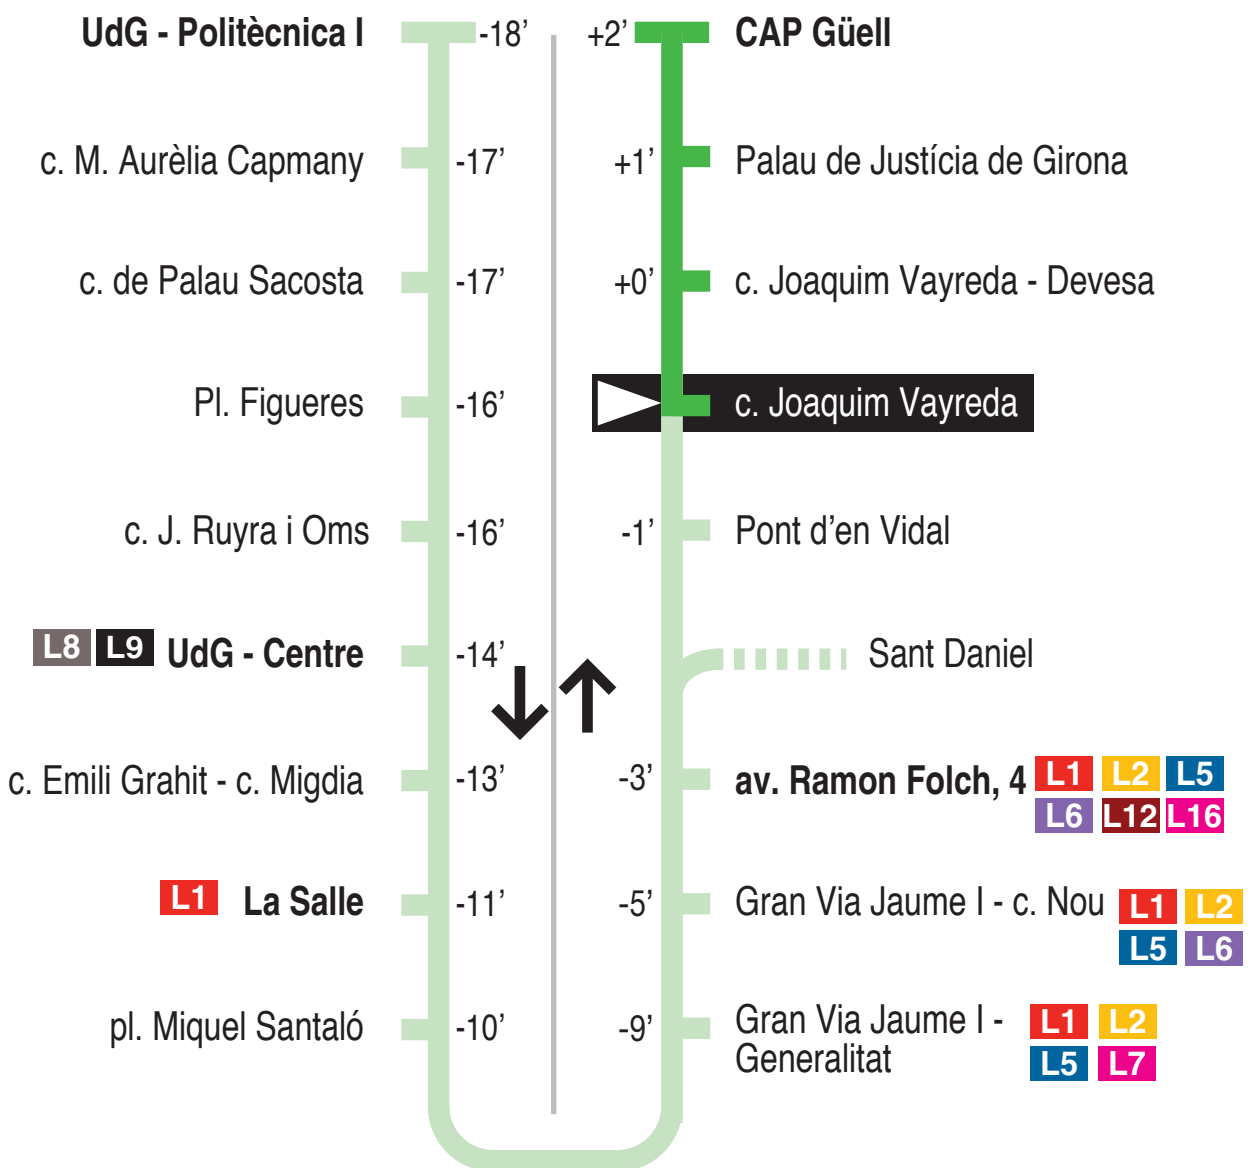 UdG - Politècnica I -18’
c. M. Aurèlia Capmany -17’
c. de Palau Sacosta -17’
Pl. Figueres -16’
c. J. Ruyra i Oms -16’
L8 L9 UdG - Centre -14’
c. Emili Grahit - c. Migdia -13’
L1 La Salle -11’
pl. Miquel Santaló -10’
+2’ CAP Güell
+1’ Palau de Justícia de Girona
+0’ c. Joaquim Vayreda - Devesa
c. Joaquim Vayreda
-1’ Pont d’en Vidal
Sant Daniel
-3’ av. Ramon Folch, 4 L1 L2 L5
L6 L12 L16
-5’ Gran Via Jaume I - c. Nou L1 L2
L5 L6
-9’ Gran Via Jaume I - L1 L2
Generalitat L5 L7